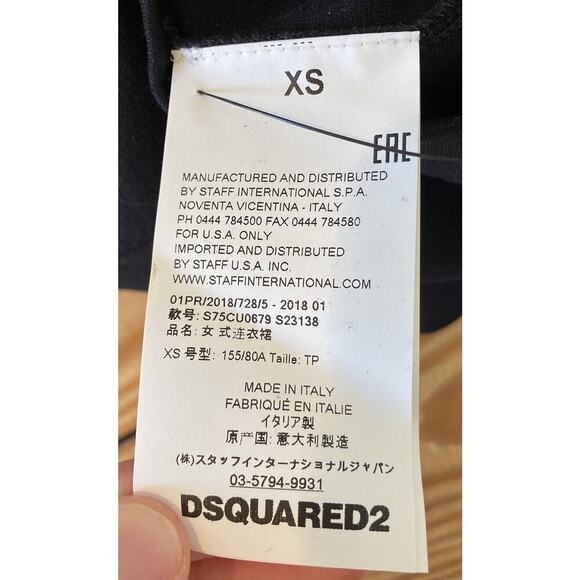 XS
EAC
MANUFACTURED AND DISTRIBUTED
BY STAFF INTERNATIONAL S.P.A.
NOVENTA VICENTINA - ITALY
PH 0444 784500 FAX 0444 784580
FOR U.S.A. ONLY
IMPORTED AND DISTRIBUTED
BY STAFF U.S.A. INC.
WWW.STAFFINTERNATIONAL.COM
01PR/2018/728/5 - 2018 01
款号: S75CU0679 S23138
品名: 女 式连衣裙
XS 号型: 155/80A Taille: TP
MADE IN ITALY
FABRIQUÉ EN ITALIE
イタリア製
原产国: 意大利製造
(株)スタッフインターナショナルジャパン
03-5794-9931
DSQUARED2